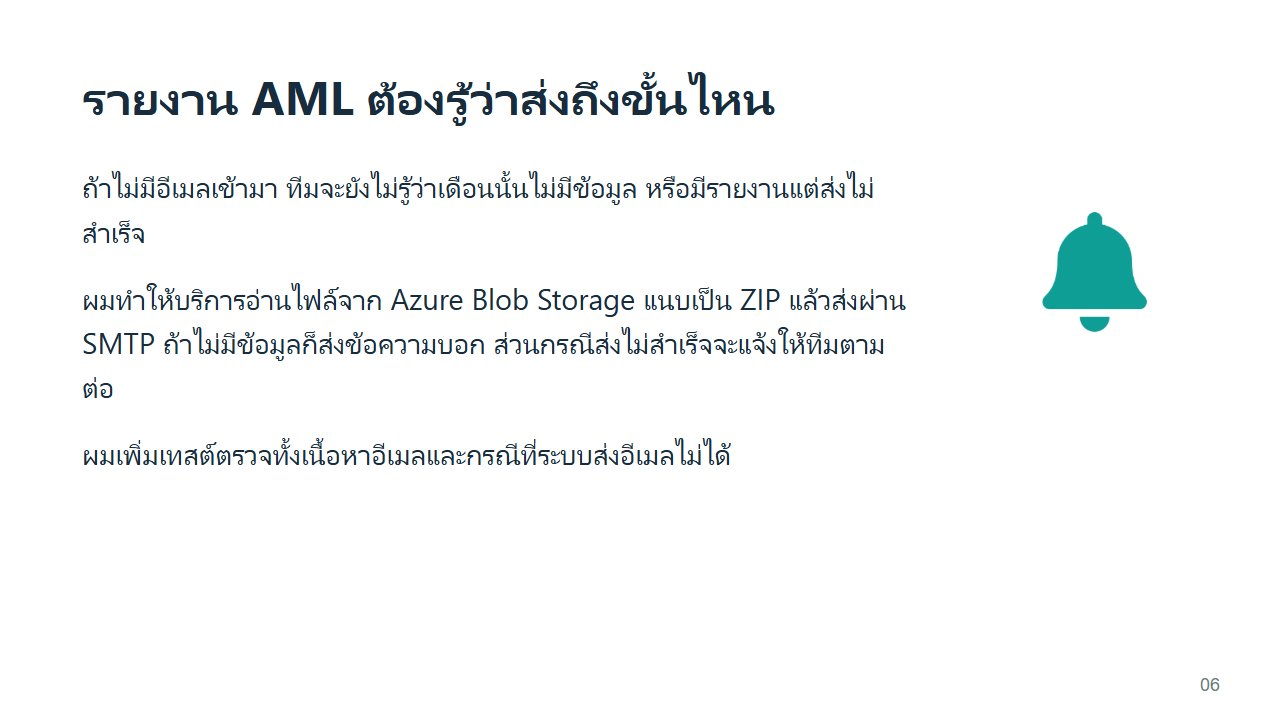 รายงาน AML ต้องรู้ว่าส่งถึงขั้นไหน
ถ้าไม่มีอีเมลเข้ามา ทีมจะยังไม่รู้ว่าเดือนนั้นไม่มีข้อมูล หรือมีรายงานแต่ส่งไม่
สำเร็จ
ผมทำให้บริการอ่านไฟล์จาก Azure Blob Storage แนบเป็น ZIP แล้วส่งผ่าน
SMTP ถ้าไม่มีข้อมูลก็ส่งข้อความบอก ส่วนกรณีส่งไม่สำเร็จจะแจ้งให้ทีมตาม
ต่อ
ผมเพิ่มเทสต์ตรวจทั้งเนื้อหาอีเมลและกรณีที่ระบบส่งอีเมลไม่ได้
06